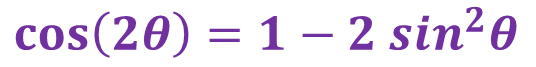 cos(2θ) = 1 − 2 sin²θ